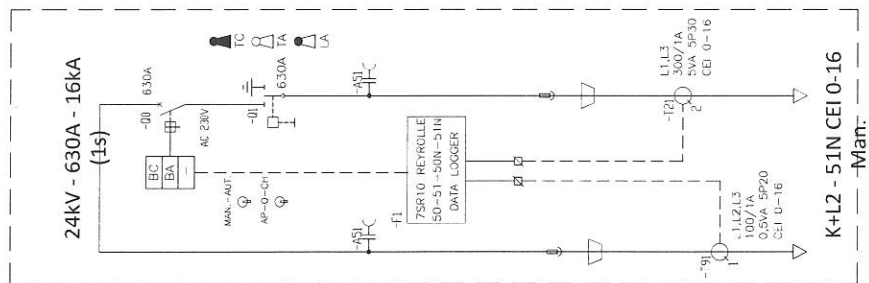 24kV - 630A - 16kA
(1s)
630A
-Q0
AC 230V
BC
BA
-
MAN.-AUT.
AP-O-CH
TC
TA
LA
630A
-Q1
-A51
-A51
-F1
7SR10 REYROLLE
50-51-50N-51N
DATA LOGGER
L1,L3
300/1A
5VA 5P30
CEI 0-16
-T21
2
L1,L2,L3
100/1A
0,5VA 5P20
CEI 0-16
-T91
1
K+L2 - 51N CEI 0-16
Man.